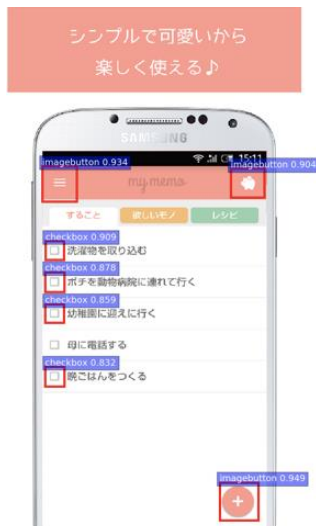 シンプルで可愛いから
楽しく使える♪
SAMSUNG
15:11
imagebutton 0.934
imagebutton 0.904
my memo
すること
欲しいモノ
レシピ
checkbox 0.909
洗濯物を取り込む
checkbox 0.878
ポチを動物病院に連れて行く
checkbox 0.859
幼稚園に迎えに行く
母に電話する
checkbox 0.832
晩ごはんをつくる
imagebutton 0.949